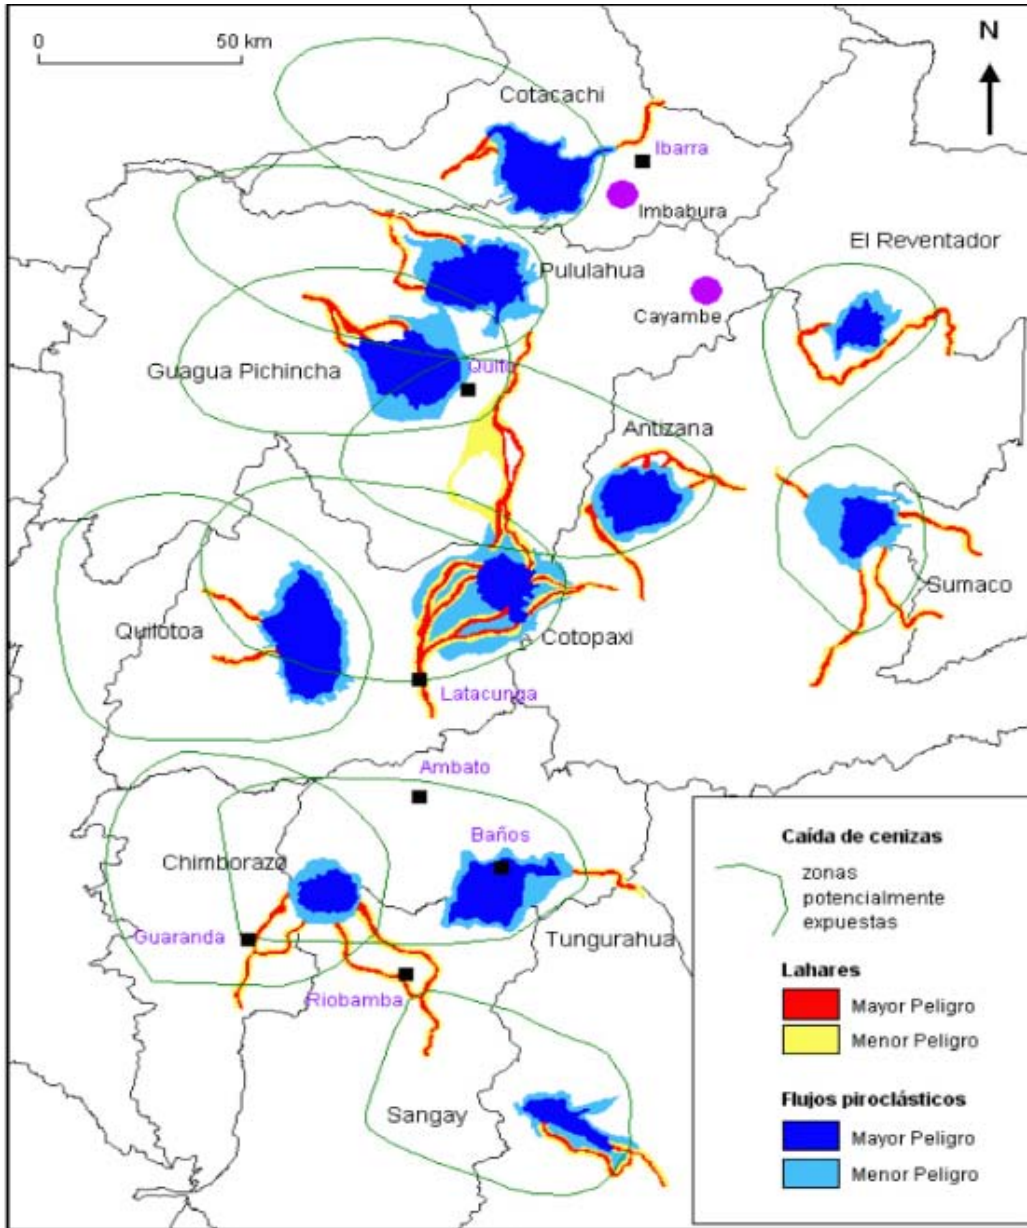 0 50 km
N
Cotacachi
Ibarra
Imbabura
El Reventador
Pululahua
Cayambe
Guagua Pichincha
Quito
Antizana
Sumaco
Quilotoa
Cotopaxi
Latacunga
Ambato
Baños
Chimborazo
Guaranda
Tungurahua
Riobamba
Sangay
Caída de cenizas
zonas
potencialmente
expuestas
Lahares
Mayor Peligro
Menor Peligro
Flujos piroclásticos
Mayor Peligro
Menor Peligro